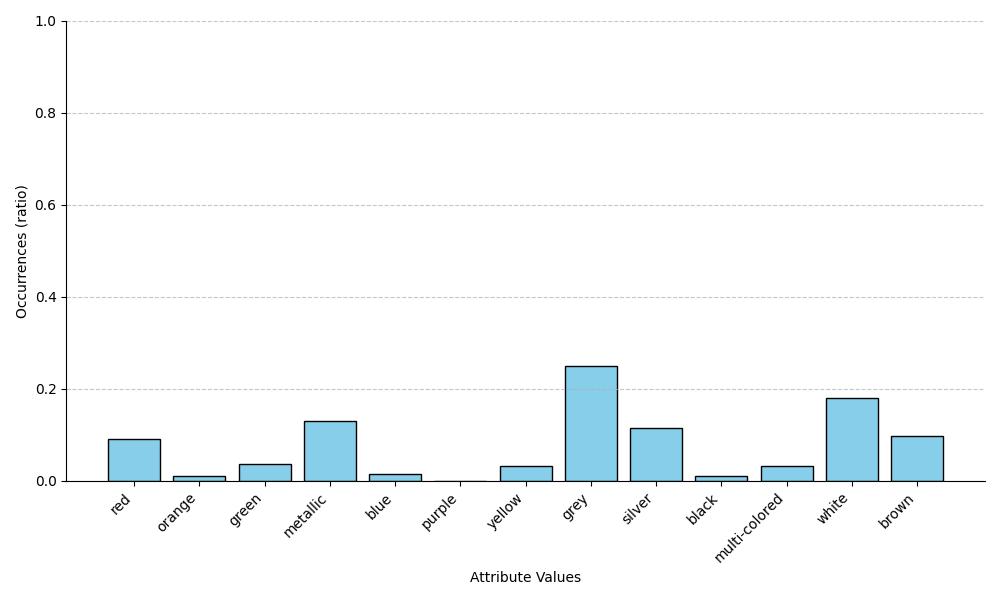 1.0
0.8
0.6
0.4
0.2
0.0
Occurrences (ratio)
red
orange
green
metallic
blue
purple
yellow
grey
silver
black
multi-colored
white
brown
Attribute Values